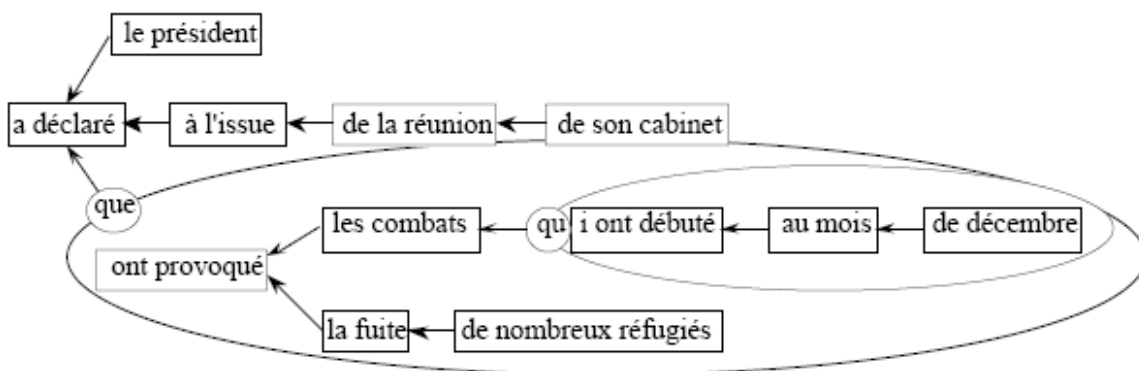 le président
a déclaré à l'issue de la réunion de son cabinet
que
les combats qu i ont débuté au mois de décembre
ont provoqué
la fuite de nombreux réfugiés